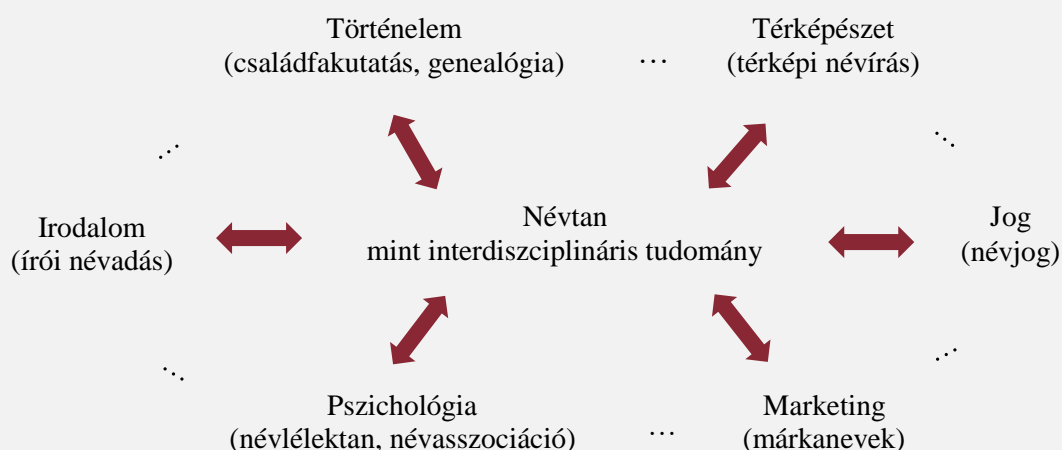 Történelem
(családfakutatás, genealógia)
…
Térképészet
(térképi névírás)
…
…
Irodalom
(írói névadás)
Névtan
mint interdiszciplináris tudomány
Jog
(névjog)
…
…
Pszichológia
(névlélektan, névasszociáció)
…
Marketing
(márkanevek)